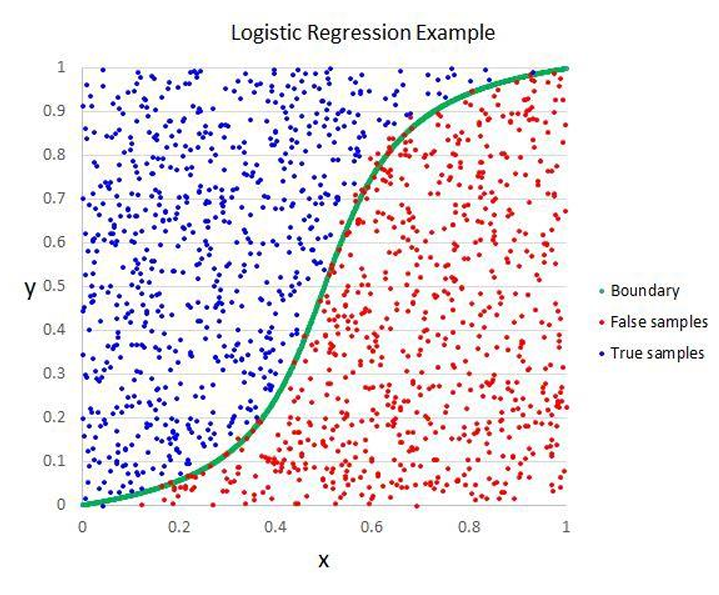 Logistic Regression Example
1
0.9
0.8
0.7
0.6
y 0.5
0.4
0.3
0.2
0.1
0
0 0.2 0.4 0.6 0.8 1
x
Boundary
False samples
True samples